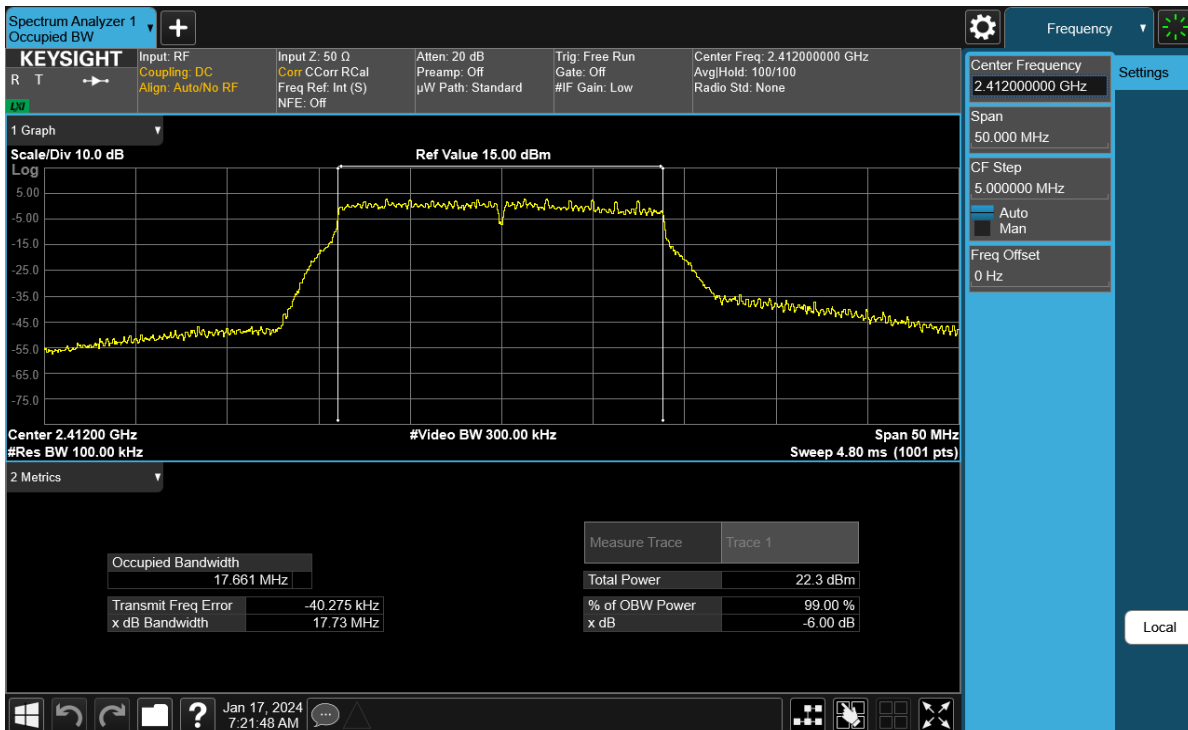 Spectrum Analyzer 1
Occupied BW
+
Frequency
KEYSIGHT
R T
LXI
Input: RF
Coupling: DC
Align: Auto/No RF
Input Z: 50 Ω
Corr CCorr RCal
Freq Ref: Int (S)
NFE: Off
Atten: 20 dB
Preamp: Off
µW Path: Standard
Trig: Free Run
Gate: Off
#IF Gain: Low
Center Freq: 2.412000000 GHz
Avg|Hold: 100/100
Radio Std: None
Center Frequency
2.412000000 GHz
Settings
Span
50.000 MHz
CF Step
5.000000 MHz
Auto
Man
Freq Offset
0 Hz
Local
1 Graph
Scale/Div 10.0 dB
Ref Value 15.00 dBm
Log
5.00
-5.00
-15.0
-25.0
-35.0
-45.0
-55.0
-65.0
-75.0
Center 2.41200 GHz
#Video BW 300.00 kHz
Span 50 MHz
#Res BW 100.00 kHz
Sweep 4.80 ms (1001 pts)
2 Metrics
Measure Trace
Trace 1
Occupied Bandwidth
17.661 MHz
Total Power
22.3 dBm
Transmit Freq Error
-40.275 kHz
% of OBW Power
99.00 %
x dB Bandwidth
17.73 MHz
x dB
-6.00 dB
?
Jan 17, 2024
7:21:48 AM